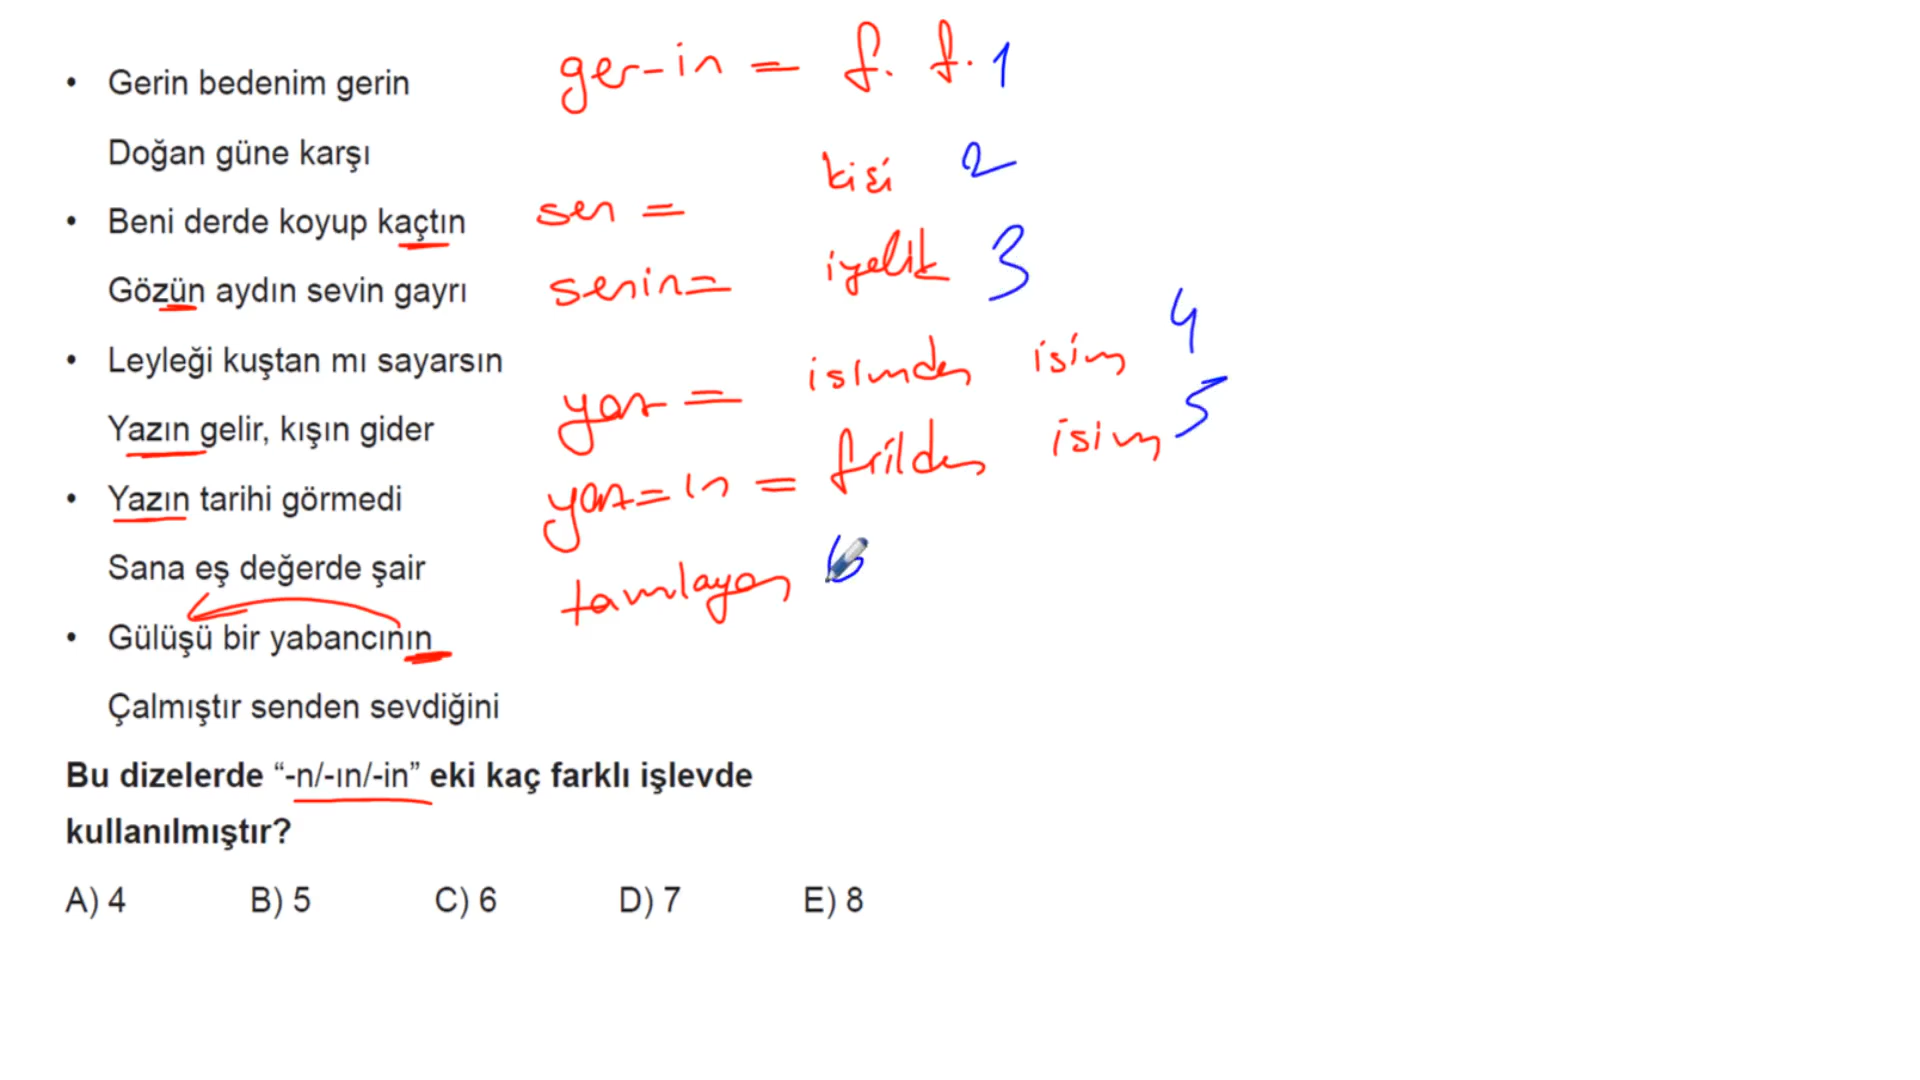 • Gerin bedenim gerin ger-in = f. f. 1
Doğan güne karşı kişi 2
• Beni derde koyup kaçtın sen =
Gözün aydın sevin gayrı senin= iyelik 3
• Leyleği kuştan mı sayarsın isimden isim 4
Yazın gelir, kışın gider yaz =
• Yazın tarihi görmedi yaz=ın = fiilden isim 5
Sana eş değerde şair tamlayan 6
• Gülüşü bir yabancının
Çalmıştır senden sevdiğini
Bu dizelerde “-n/-ın/-in” eki kaç farklı işlevde
kullanılmıştır?
A) 4 B) 5 C) 6 D) 7 E) 8